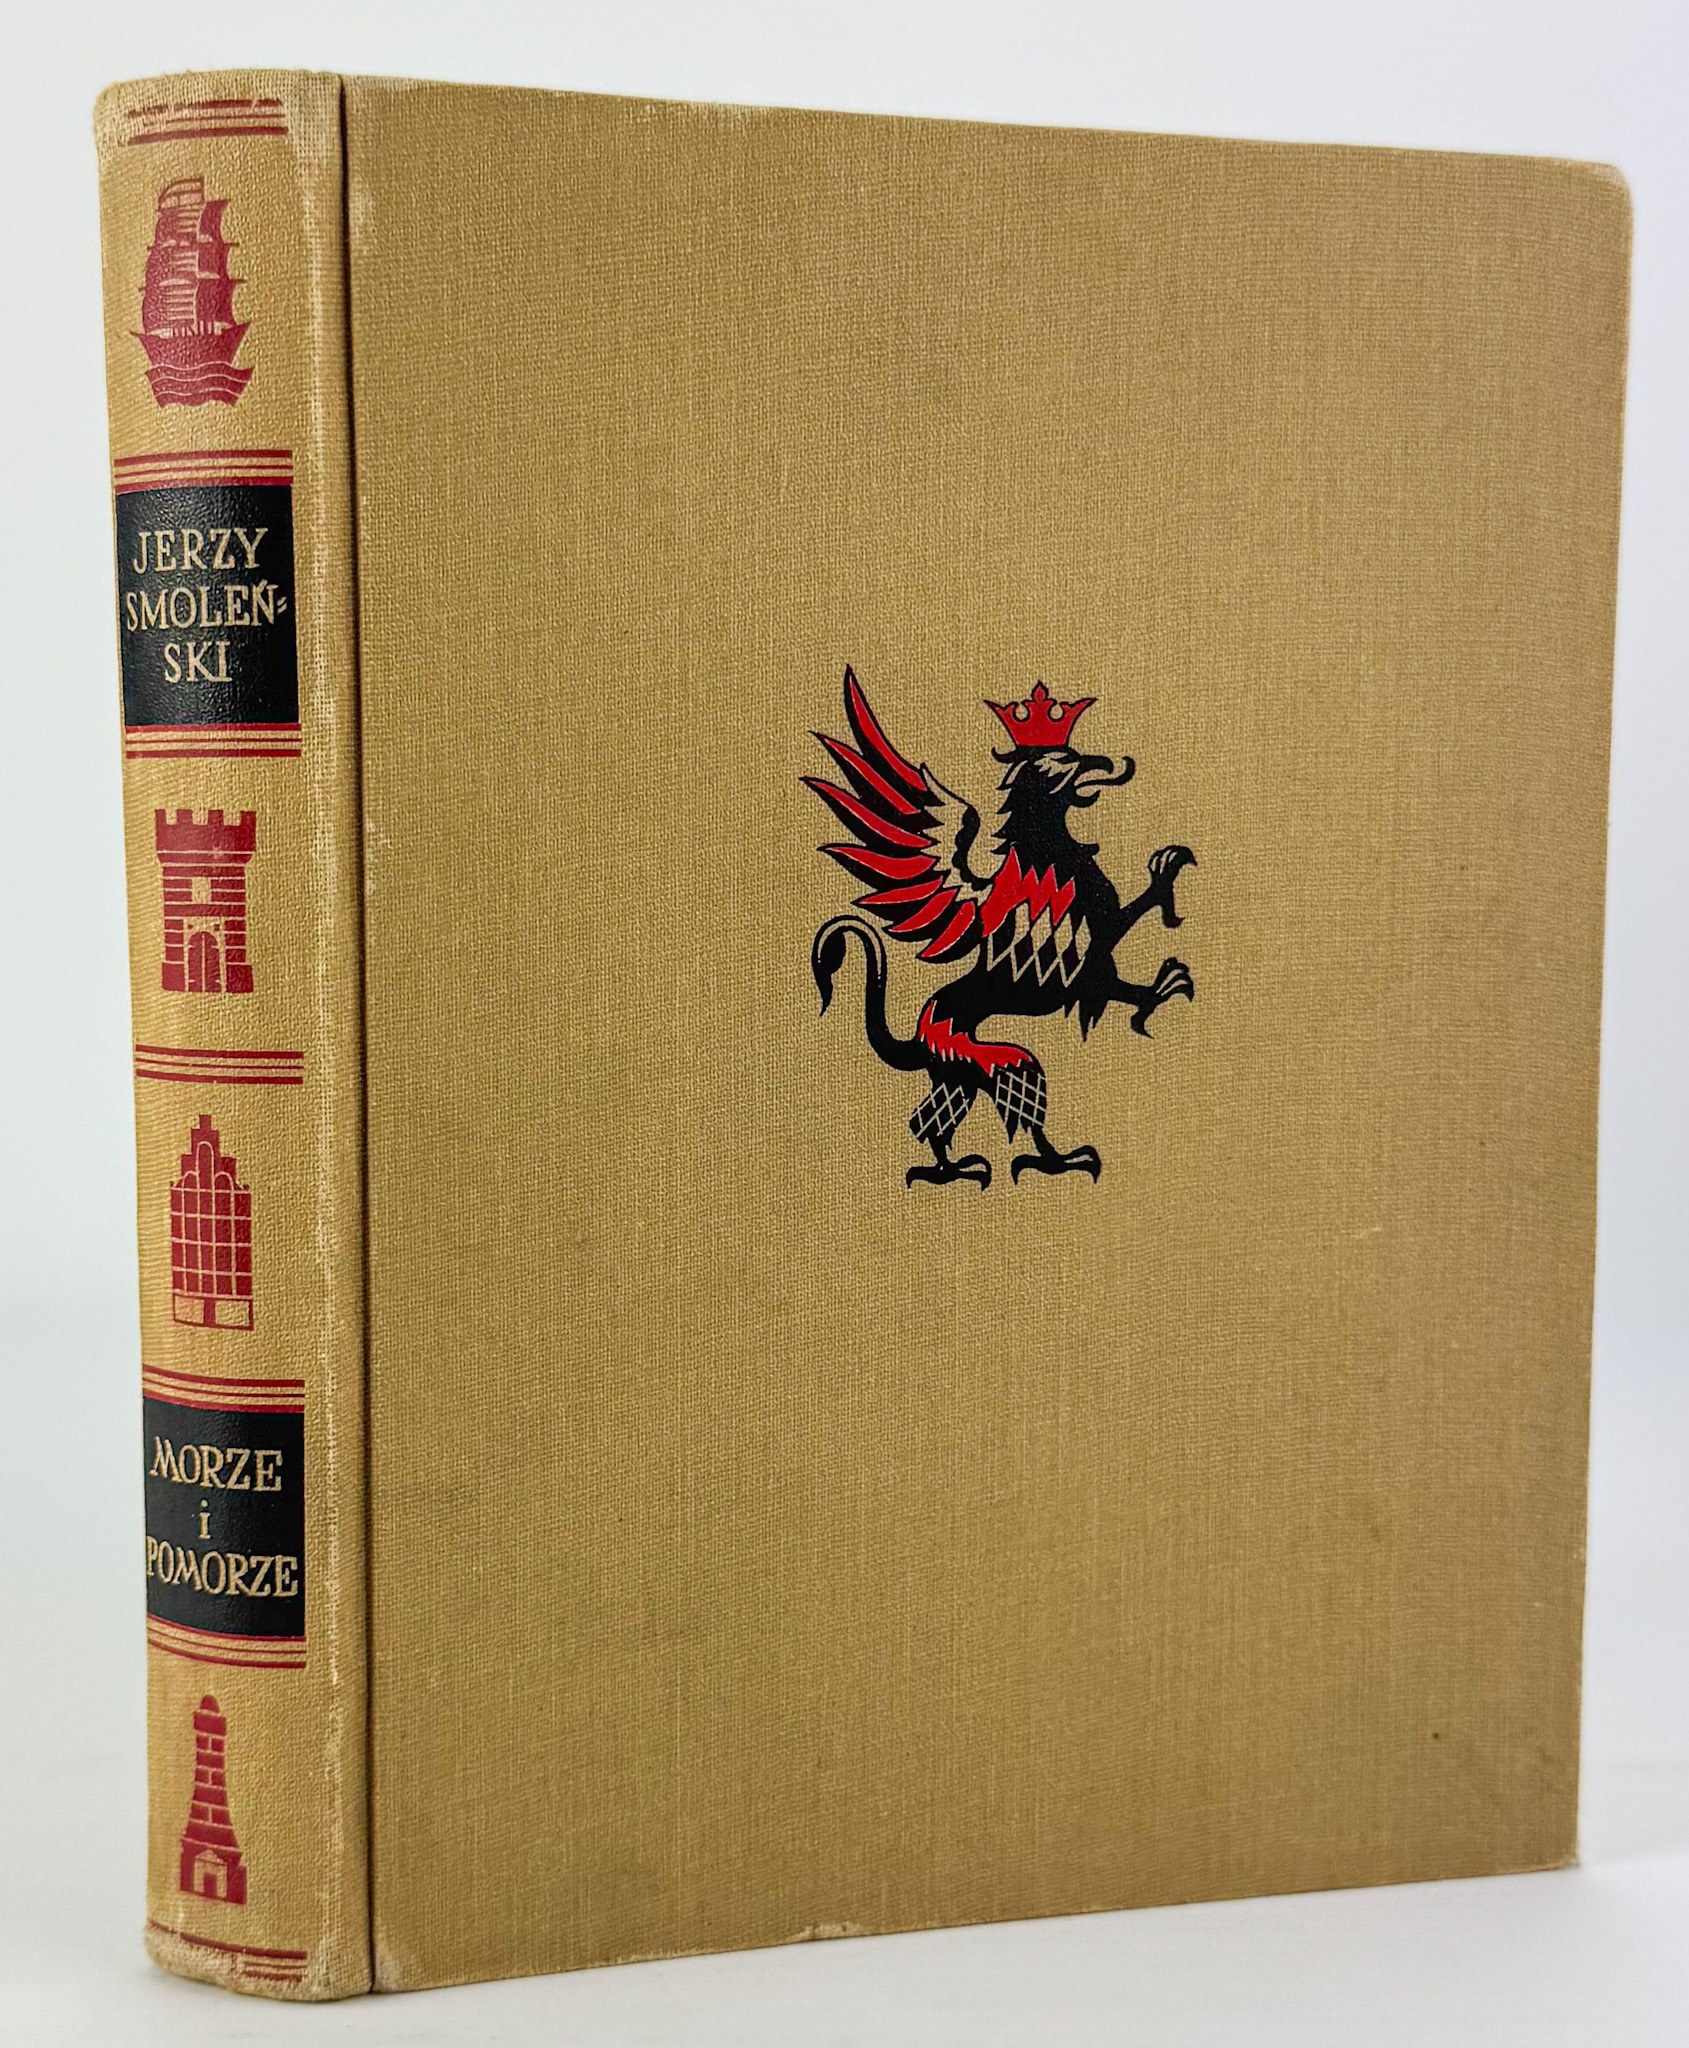 JERZY
SMOLEŃ=
SKI
MORZE
i
POMORZE